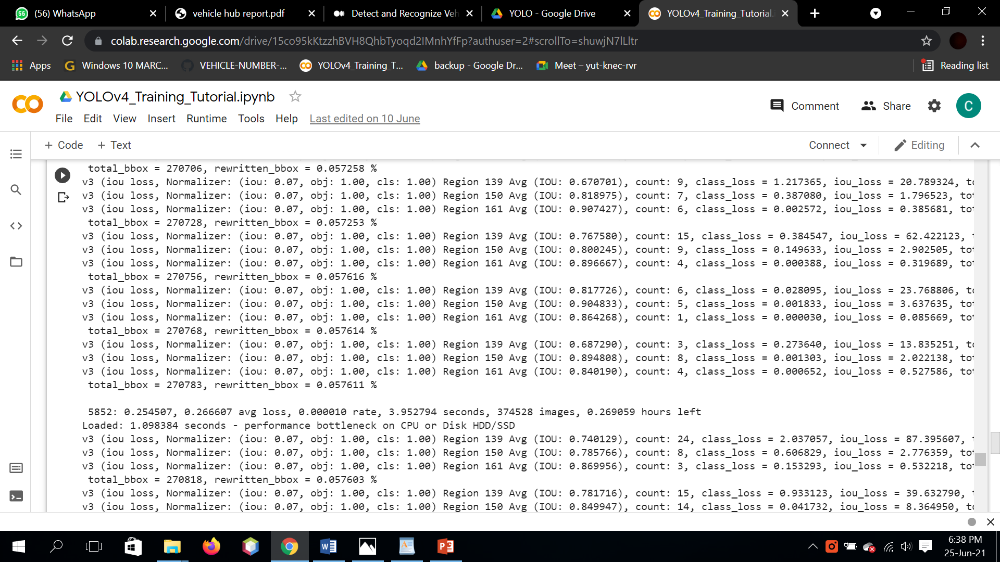 (56) WhatsApp
vehicle hub report.pdf
Detect and Recognize Veh
YOLO - Google Drive
YOLOv4_Training_Tutorial.i
colab.research.google.com/drive/15co95kKtzzhBVH8QhbTyoqd2IMnhYfFp?authuser=2#scrollTo=shuwjN7lLltr
Apps
Windows 10 MARC...
VEHICLE-NUMBER-...
YOLOv4_Training_T...
backup - Google Dr...
Meet – yut-knec-rvr
Reading list
YOLOv4_Training_Tutorial.ipynb
Comment
Share
C
File Edit View Insert Runtime Tools Help Last edited on 10 June
+ Code + Text
Connect
Editing
total_bbox = 270706, rewritten_bbox = 0.057258 %
v3 (iou loss, Normalizer: (iou: 0.07, obj: 1.00, cls: 1.00) Region 139 Avg (IOU: 0.670701), count: 9, class_loss = 1.217365, iou_loss = 20.789324, to
v3 (iou loss, Normalizer: (iou: 0.07, obj: 1.00, cls: 1.00) Region 150 Avg (IOU: 0.818975), count: 7, class_loss = 0.387080, iou_loss = 1.796523, tot
v3 (iou loss, Normalizer: (iou: 0.07, obj: 1.00, cls: 1.00) Region 161 Avg (IOU: 0.907427), count: 6, class_loss = 0.002572, iou_loss = 0.385681, tot
total_bbox = 270728, rewritten_bbox = 0.057253 %
v3 (iou loss, Normalizer: (iou: 0.07, obj: 1.00, cls: 1.00) Region 139 Avg (IOU: 0.767580), count: 15, class_loss = 0.384547, iou_loss = 62.422123, t
v3 (iou loss, Normalizer: (iou: 0.07, obj: 1.00, cls: 1.00) Region 150 Avg (IOU: 0.800245), count: 9, class_loss = 0.149633, iou_loss = 2.902505, tot
v3 (iou loss, Normalizer: (iou: 0.07, obj: 1.00, cls: 1.00) Region 161 Avg (IOU: 0.896667), count: 4, class_loss = 0.000388, iou_loss = 0.319689, tot
total_bbox = 270756, rewritten_bbox = 0.057616 %
v3 (iou loss, Normalizer: (iou: 0.07, obj: 1.00, cls: 1.00) Region 139 Avg (IOU: 0.817726), count: 6, class_loss = 0.028095, iou_loss = 23.768806, to
v3 (iou loss, Normalizer: (iou: 0.07, obj: 1.00, cls: 1.00) Region 150 Avg (IOU: 0.904833), count: 5, class_loss = 0.001833, iou_loss = 3.637635, tot
v3 (iou loss, Normalizer: (iou: 0.07, obj: 1.00, cls: 1.00) Region 161 Avg (IOU: 0.864268), count: 1, class_loss = 0.000030, iou_loss = 0.085669, tot
total_bbox = 270768, rewritten_bbox = 0.057614 %
v3 (iou loss, Normalizer: (iou: 0.07, obj: 1.00, cls: 1.00) Region 139 Avg (IOU: 0.687290), count: 3, class_loss = 0.273640, iou_loss = 13.835251, to
v3 (iou loss, Normalizer: (iou: 0.07, obj: 1.00, cls: 1.00) Region 150 Avg (IOU: 0.894808), count: 8, class_loss = 0.001303, iou_loss = 2.022138, tot
v3 (iou loss, Normalizer: (iou: 0.07, obj: 1.00, cls: 1.00) Region 161 Avg (IOU: 0.840190), count: 4, class_loss = 0.000652, iou_loss = 0.527586, tot
total_bbox = 270783, rewritten_bbox = 0.057611 %
5852: 0.254507, 0.266607 avg loss, 0.000010 rate, 3.952794 seconds, 374528 images, 0.269059 hours left
Loaded: 1.098384 seconds - performance bottleneck on CPU or Disk HDD/SSD
v3 (iou loss, Normalizer: (iou: 0.07, obj: 1.00, cls: 1.00) Region 139 Avg (IOU: 0.740129), count: 24, class_loss = 2.037057, iou_loss = 87.395607, t
v3 (iou loss, Normalizer: (iou: 0.07, obj: 1.00, cls: 1.00) Region 150 Avg (IOU: 0.785766), count: 8, class_loss = 0.606829, iou_loss = 2.776359, tot
v3 (iou loss, Normalizer: (iou: 0.07, obj: 1.00, cls: 1.00) Region 161 Avg (IOU: 0.869956), count: 3, class_loss = 0.153293, iou_loss = 0.532218, tot
total_bbox = 270818, rewritten_bbox = 0.057603 %
v3 (iou loss, Normalizer: (iou: 0.07, obj: 1.00, cls: 1.00) Region 139 Avg (IOU: 0.781716), count: 15, class_loss = 0.933123, iou_loss = 39.632790, t
v3 (iou loss, Normalizer: (iou: 0.07, obj: 1.00, cls: 1.00) Region 150 Avg (IOU: 0.849947), count: 14, class_loss = 0.041732, iou_loss = 8.364950, to
6:38 PM
25-Jun-21